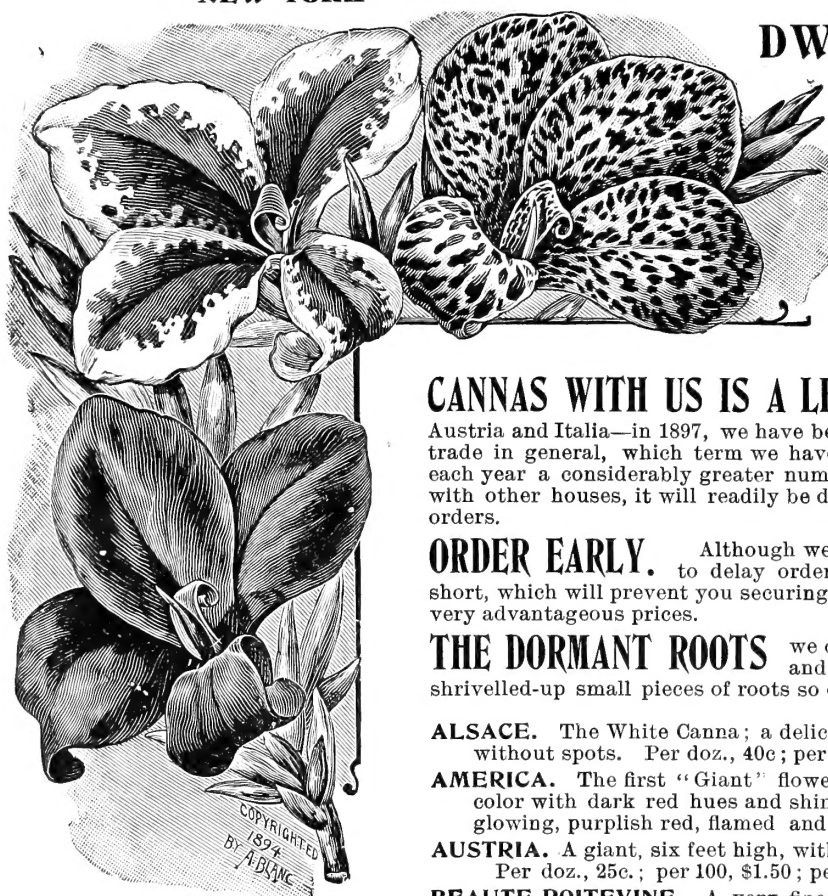 NEW YORK
DW
CANNAS WITH US IS A LE
Austria and Italia—in 1897, we have be
trade in general, which term we have
each year a considerably greater num
with other houses, it will readily be d
orders.
ORDER EARLY. Although we
to delay order
short, which will prevent you securing
very advantageous prices.
THE DORMANT ROOTS we
and
shrivelled-up small pieces of roots so
ALSACE. The White Canna; a delic
without spots. Per doz., 40c; per
AMERICA. The first "Giant" flowe
color with dark red hues and shin
glowing, purplish red, flamed and
AUSTRIA. A giant, six feet high, with
Per doz., 25c.; per 100, $1.50; pe
BEAUTE POITEVINE. A very fine
COPYRIGHTED
1894
BY A. BLANC